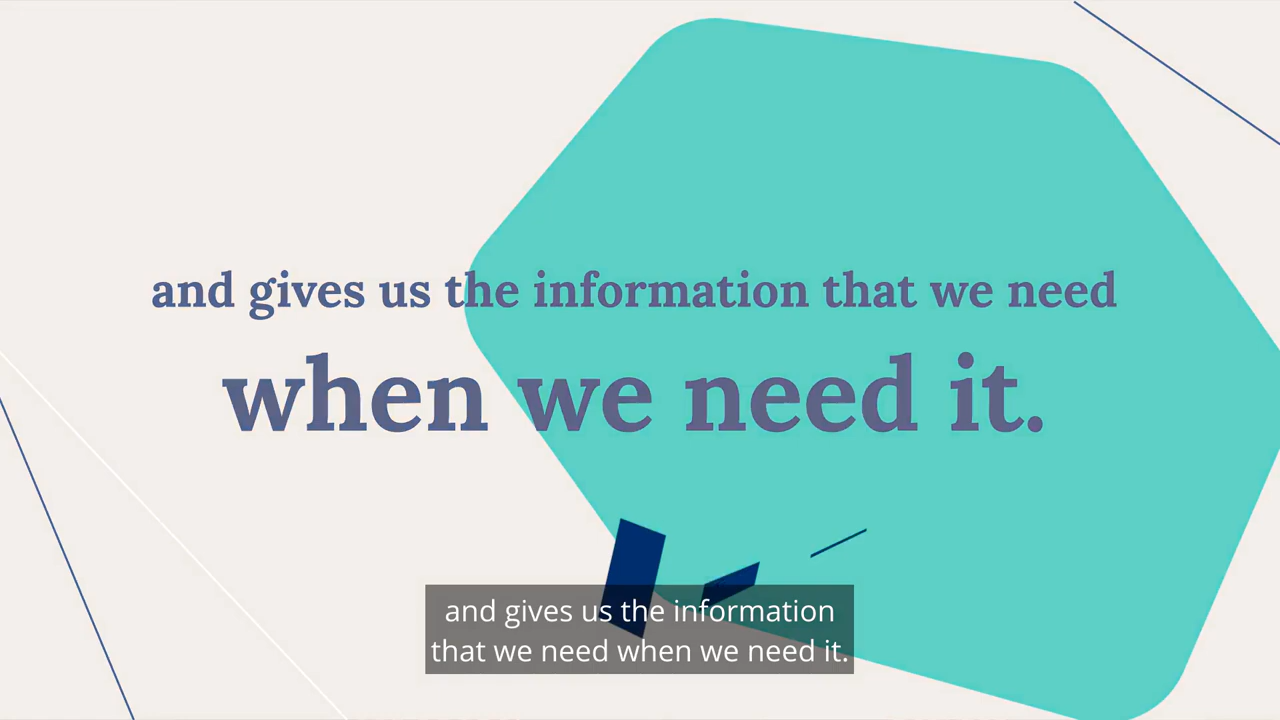 and gives us the information that we need
when we need it.
and gives us the information
that we need when we need it.